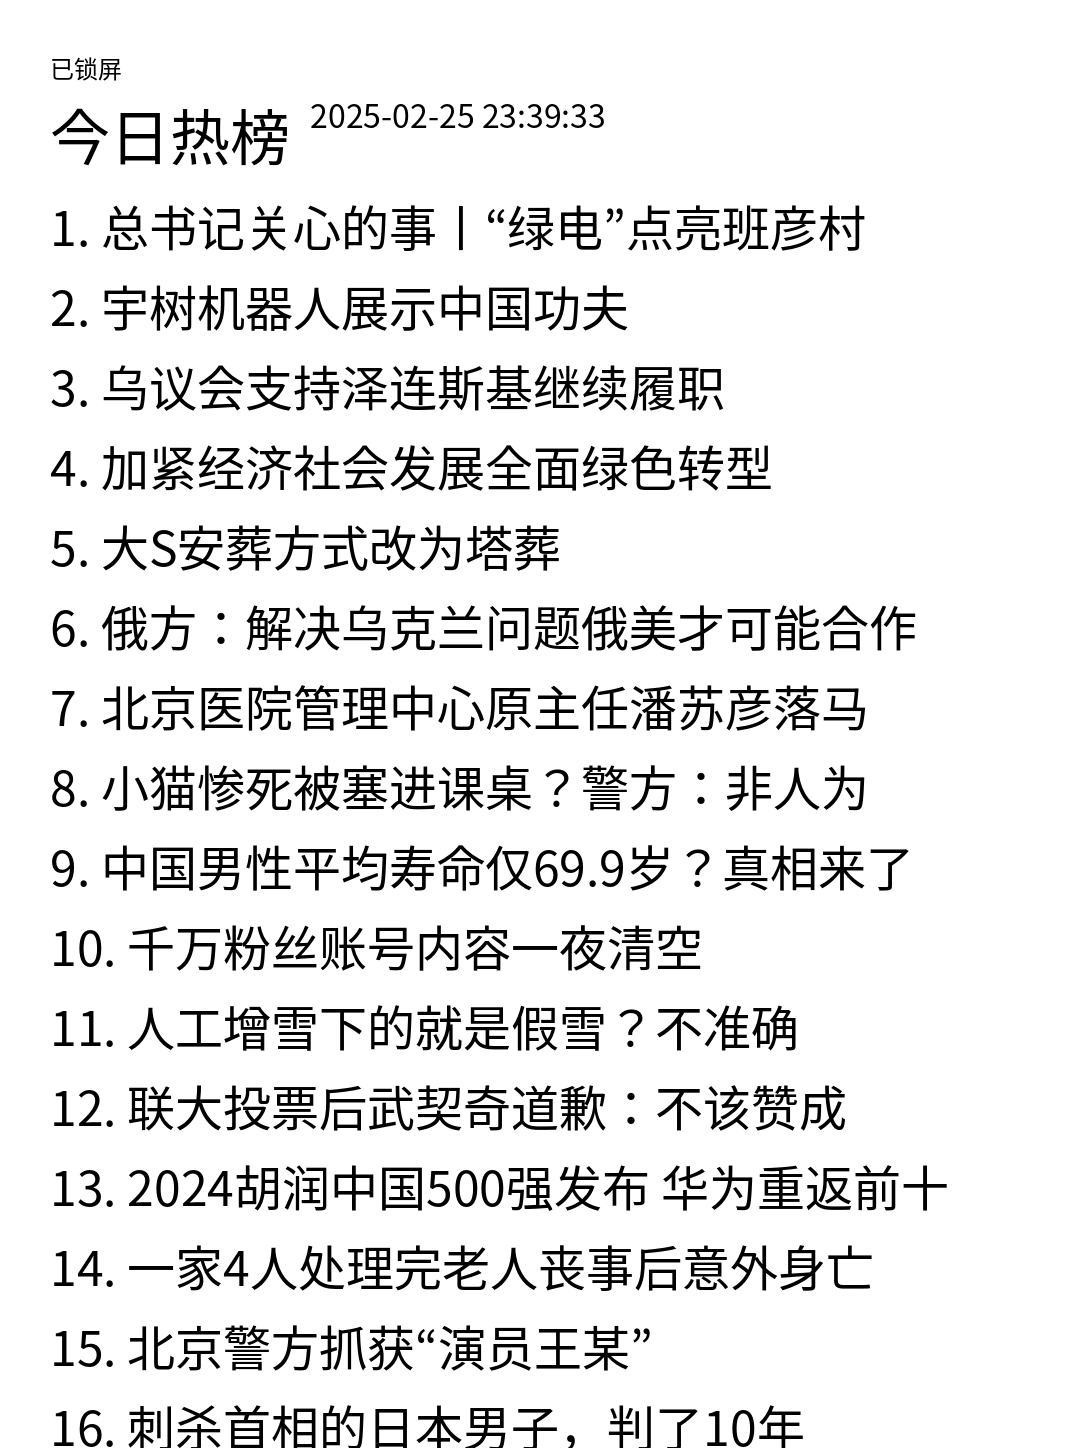 已锁屏
今日热榜 2025-02-25 23:39:33
1. 总书记关心的事丨“绿电”点亮班彦村
2. 宇树机器人展示中国功夫
3. 乌议会支持泽连斯基继续履职
4. 加紧经济社会发展全面绿色转型
5. 大S安葬方式改为塔葬
6. 俄方：解决乌克兰问题俄美才可能合作
7. 北京医院管理中心原主任潘苏彦落马
8. 小猫惨死被塞进课桌？警方：非人为
9. 中国男性平均寿命仅69.9岁？真相来了
10. 千万粉丝账号内容一夜清空
11. 人工增雪下的就是假雪？不准确
12. 联大投票后武契奇道歉：不该赞成
13. 2024胡润中国500强发布 华为重返前十
14. 一家4人处理完老人丧事后意外身亡
15. 北京警方抓获“演员王某”
16. 刺杀首相的日本男子，判了10年